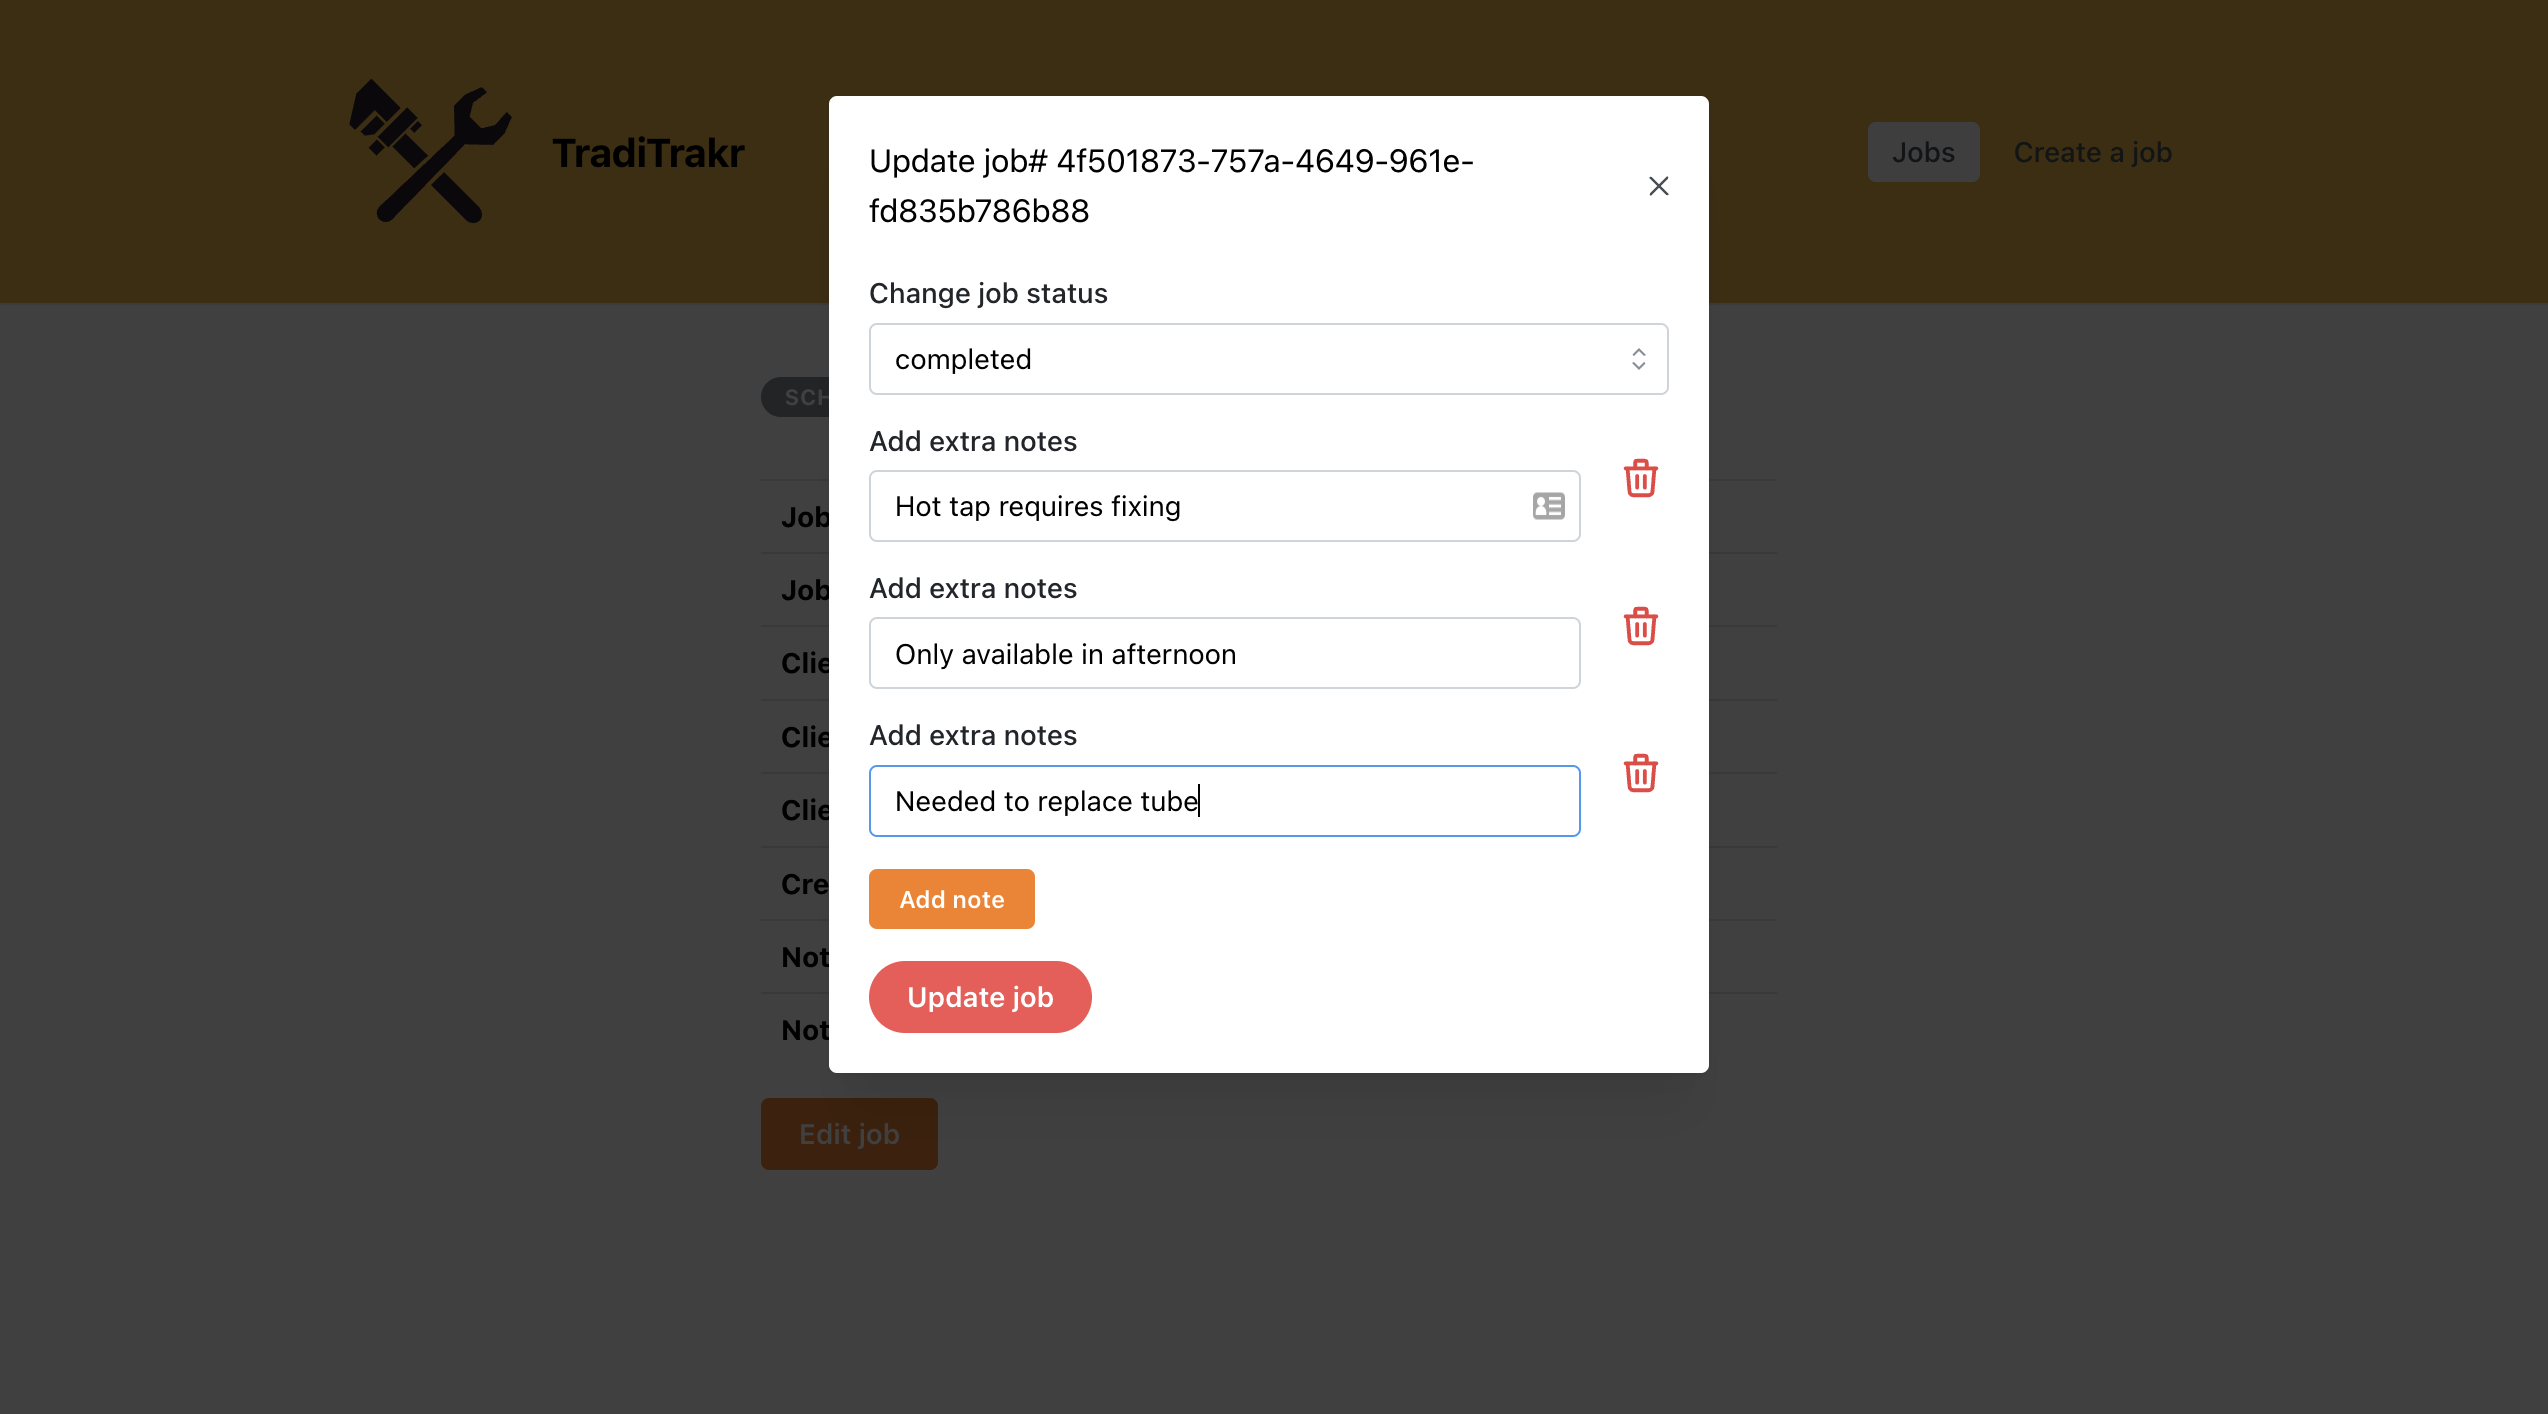 TradiTrakr
Jobs
Create a job
Update job# 4f501873-757a-4649-961e-
fd835b786b88
Change job status
completed
Add extra notes
Hot tap requires fixing
Add extra notes
Only available in afternoon
Add extra notes
Needed to replace tube
Add note
Update job
SCH
Job
Job
Clie
Clie
Clie
Cre
Not
Not
Edit job